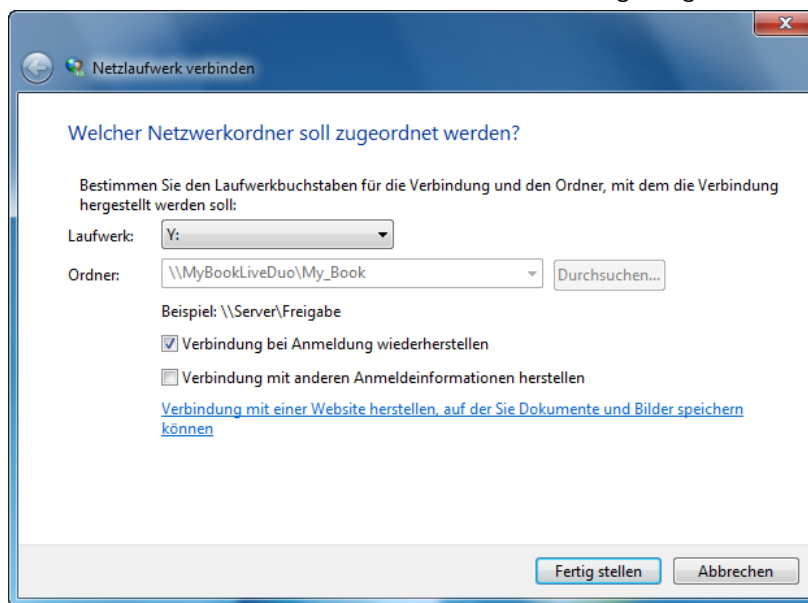 Netzlaufwerk verbinden
Welcher Netzwerkordner soll zugeordnet werden?
Bestimmen Sie den Laufwerkbuchstaben für die Verbindung und den Ordner, mit dem die Verbindung
hergestellt werden soll:
Laufwerk: Y:
Ordner: \\MyBookLiveDuo\My_Book Durchsuchen...
Beispiel: \\Server\Freigabe
Verbindung bei Anmeldung wiederherstellen
Verbindung mit anderen Anmeldeinformationen herstellen
Verbindung mit einer Website herstellen, auf der Sie Dokumente und Bilder speichern
können
Fertig stellen Abbrechen